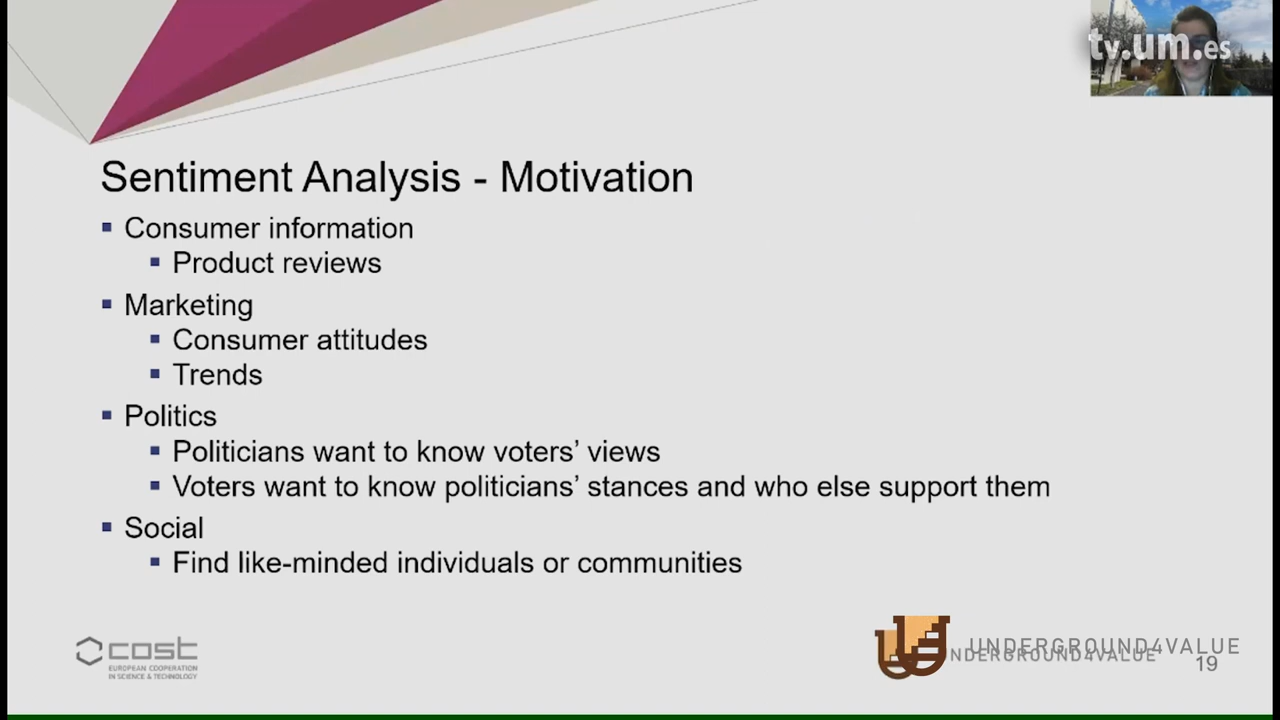 tv.um.es
Sentiment Analysis - Motivation
Consumer information
Product reviews
Marketing
Consumer attitudes
Trends
Politics
Politicians want to know voters’ views
Voters want to know politicians’ stances and who else support them
Social
Find like-minded individuals or communities
cost
EUROPEAN COOPERATION
IN SCIENCE & TECHNOLOGY
UNDERGROUND4VALUE
UNDERGROUND4VALUE
19